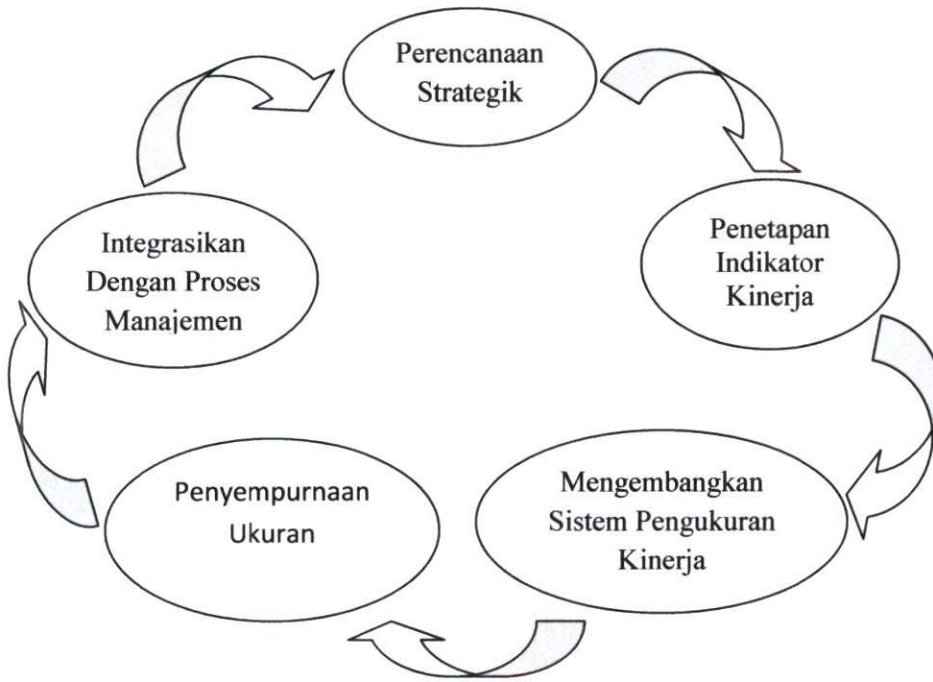 Perencanaan
Strategik
Penetapan
Indikator
Kinerja
Mengembangkan
Sistem Pengukuran
Kinerja
Penyempurnaan
Ukuran
Integrasikan
Dengan Proses
Manajemen